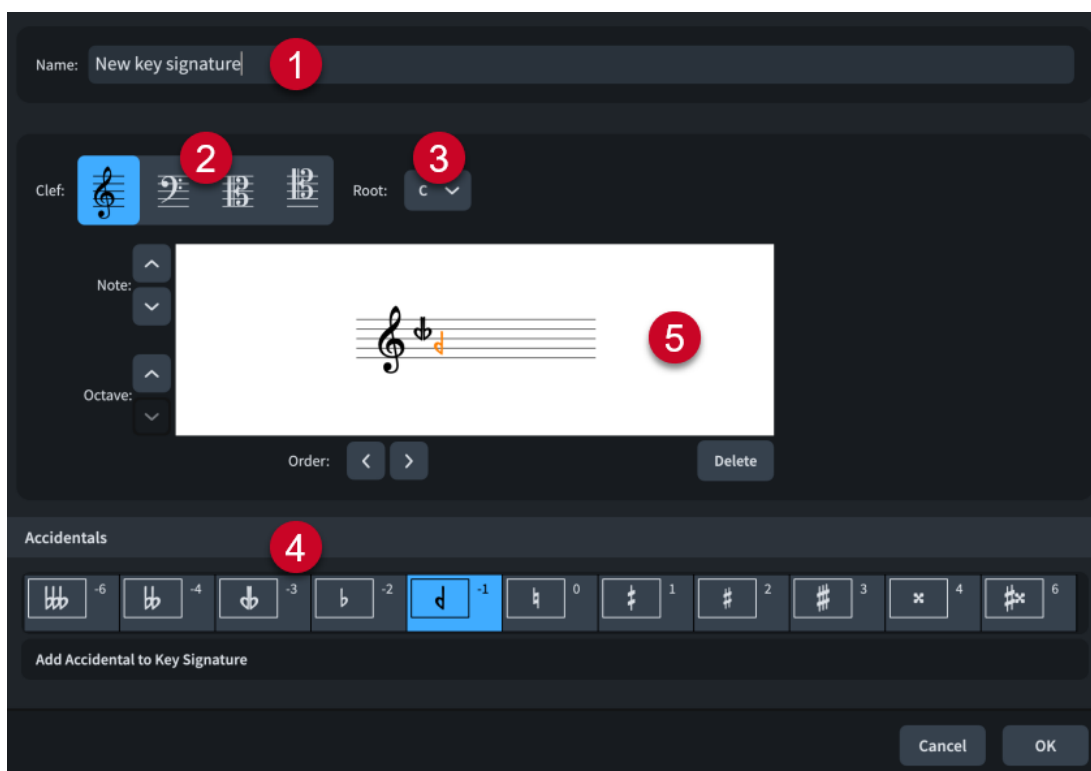 Name: New key signature 1
Clef: 2 Root: C 3
Note:
5
Octave:
Order: Delete
Accidentals 4
-6 -4 -3 -2 -1 0 1 2 3 4 6
Add Accidental to Key Signature
Cancel OK